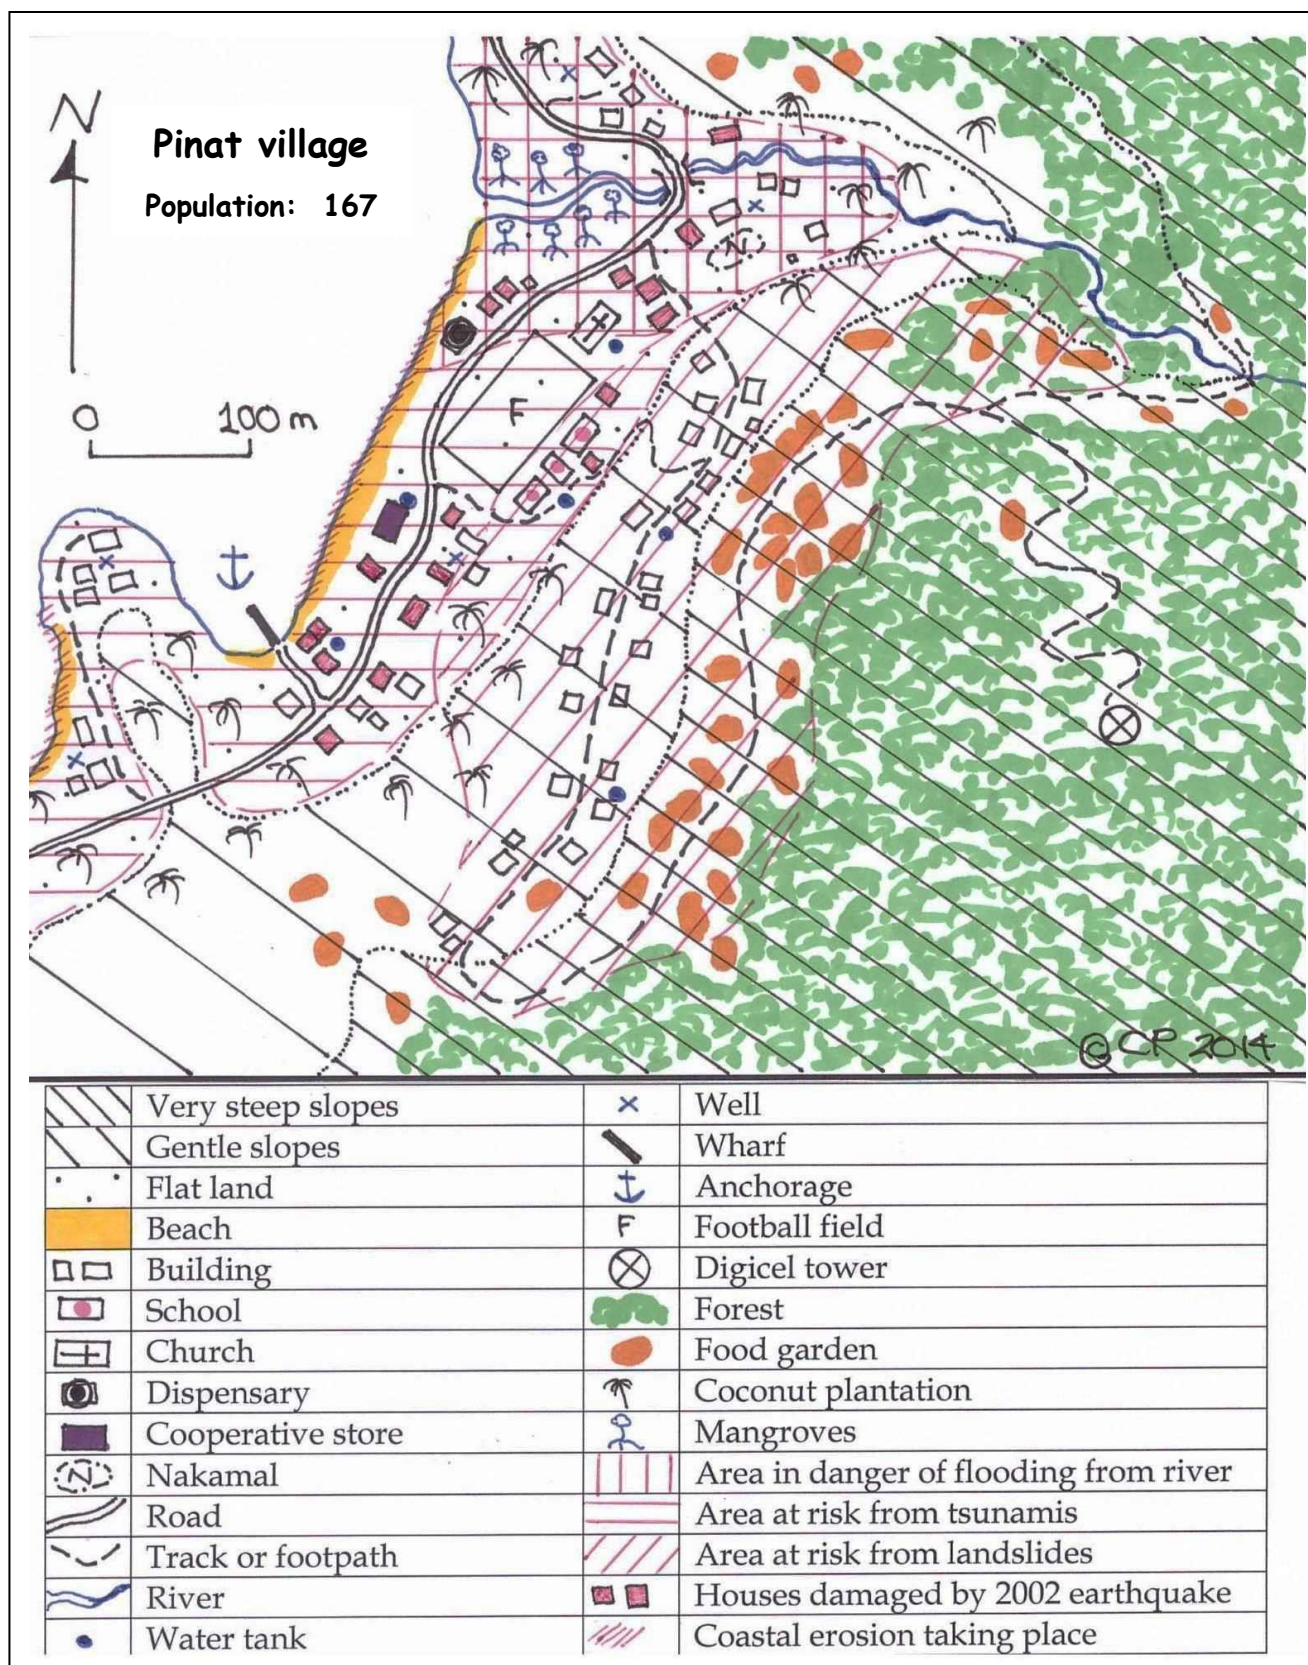 N
Pinat village
Population: 167
0 100 m
N
F
© CP 2014
Very steep slopes
Well
Gentle slopes
Wharf
Flat land
Anchorage
Beach
F
Football field
Building
Digicel tower
School
Forest
Church
Food garden
Dispensary
Coconut plantation
Cooperative store
Mangroves
N
Nakamal
Area in danger of flooding from river
Road
Area at risk from tsunamis
Track or footpath
Area at risk from landslides
River
Houses damaged by 2002 earthquake
Water tank
Coastal erosion taking place